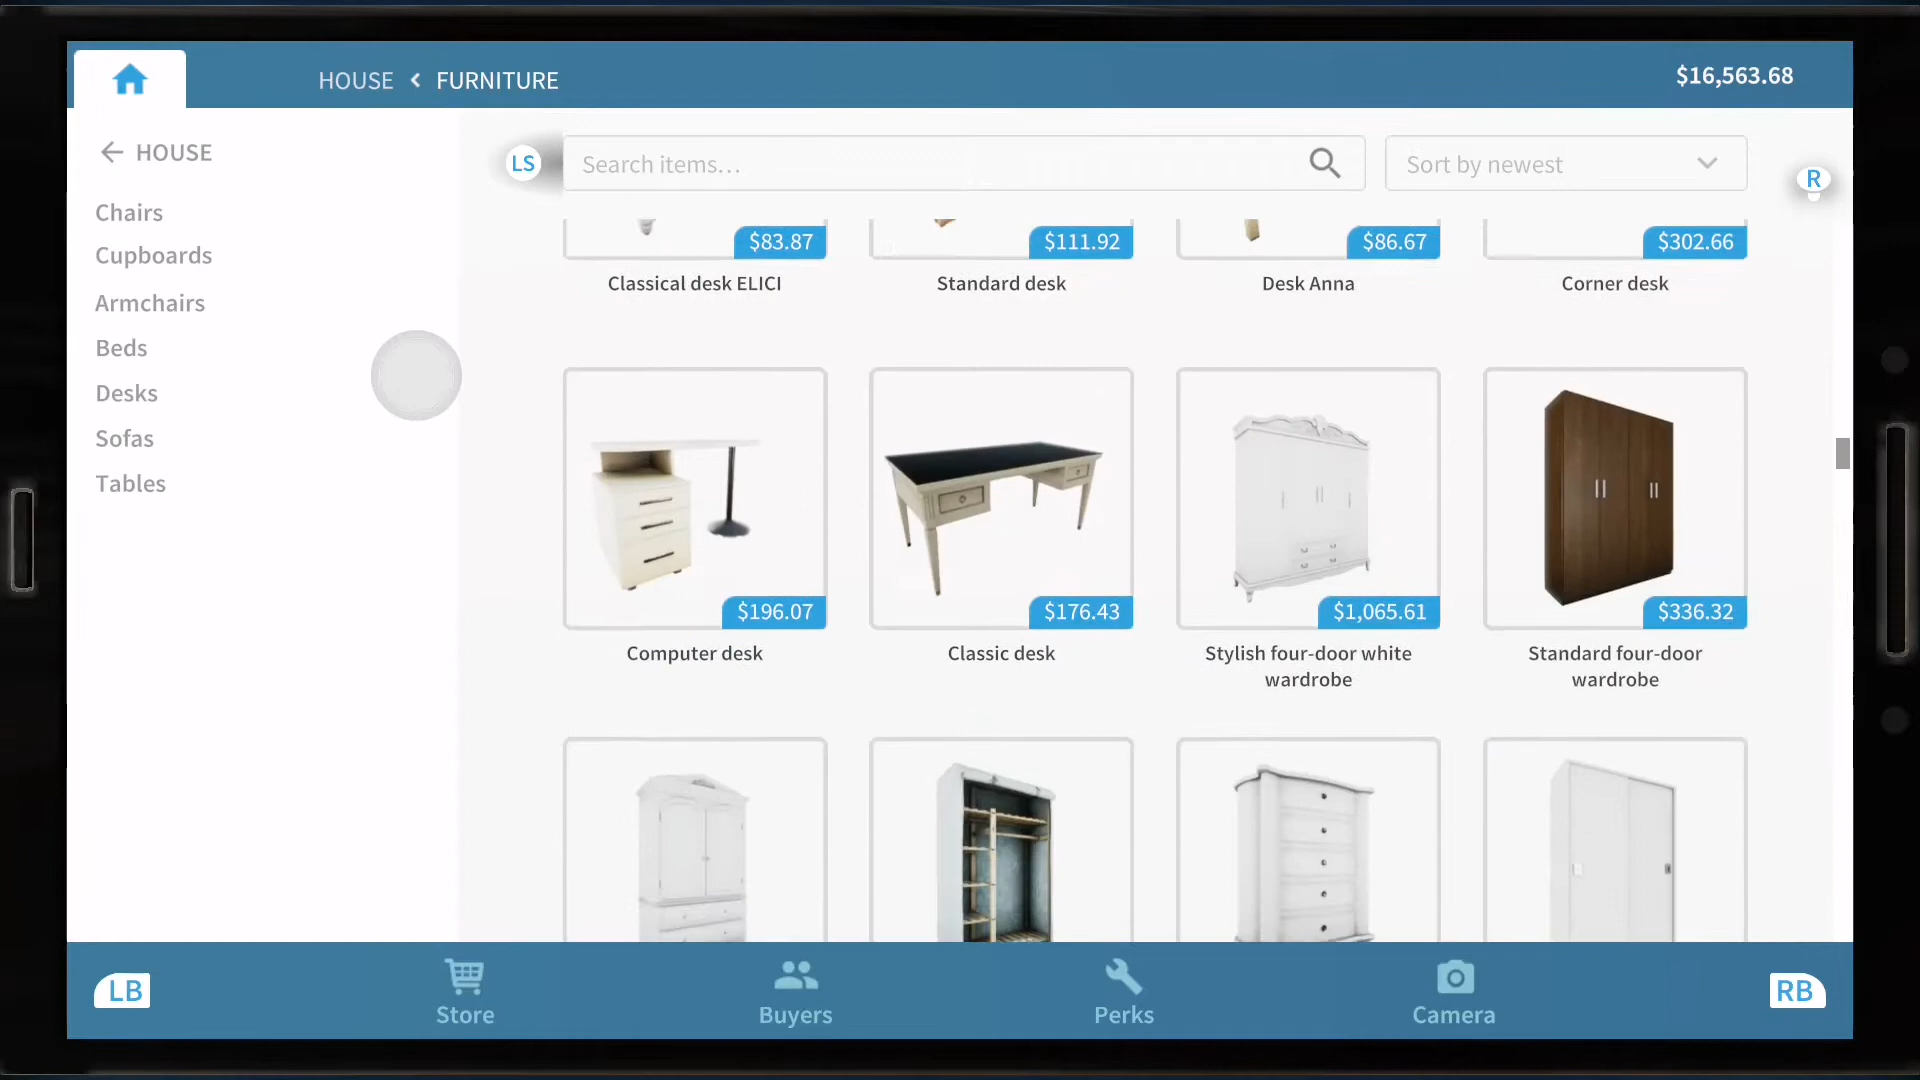 HOUSE < FURNITURE
$16,563.68
HOUSE
LS
Search items...
Sort by newest
R
Chairs
Cupboards
Armchairs
Beds
Desks
Sofas
Tables
$83.87
$111.92
$86.67
$302.66
Classical desk ELICI
Standard desk
Desk Anna
Corner desk
$196.07
$176.43
$1,065.61
$336.32
Computer desk
Classic desk
Stylish four-door white
wardrobe
Standard four-door
wardrobe
LB
Store
Buyers
Perks
Camera
RB